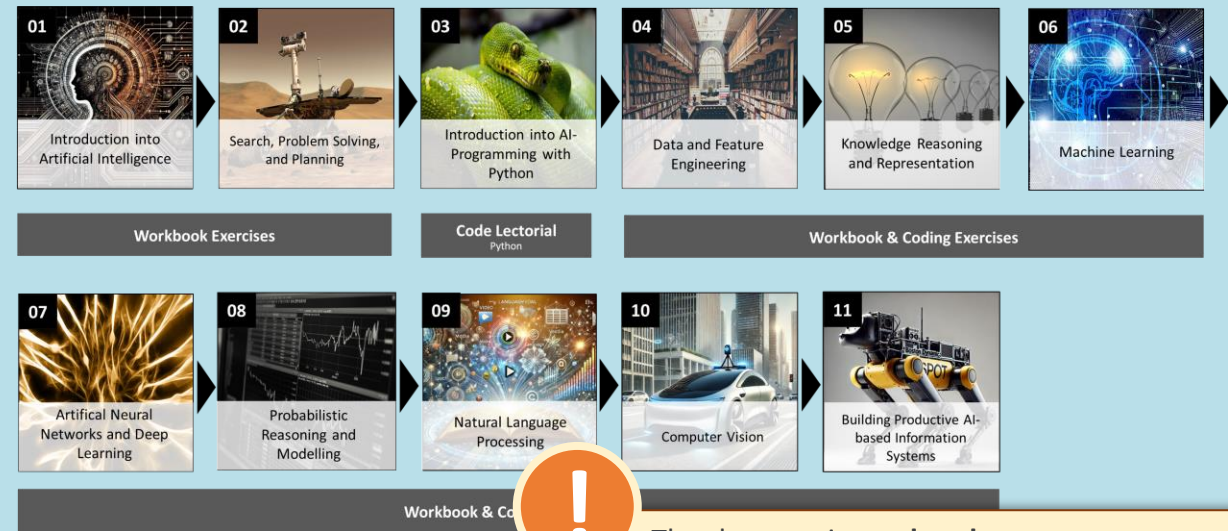 01
Introduction into
Artificial Intelligence
02
Search, Problem Solving,
and Planning
03
Introduction into AI-
Programming with
Python
04
Data and Feature
Engineering
05
Knowledge Reasoning
and Representation
06
Machine Learning
Workbook Exercises
Code Lectorial
Python
Workbook & Coding Exercises
07
Artifical Neural
Networks and Deep
Learning
08
Probabilistic
Reasoning and
Modelling
09
Natural Language
Processing
10
Computer Vision
11
SPOT
Building Productive AI-
based Information
Systems
Workbook & Co
!